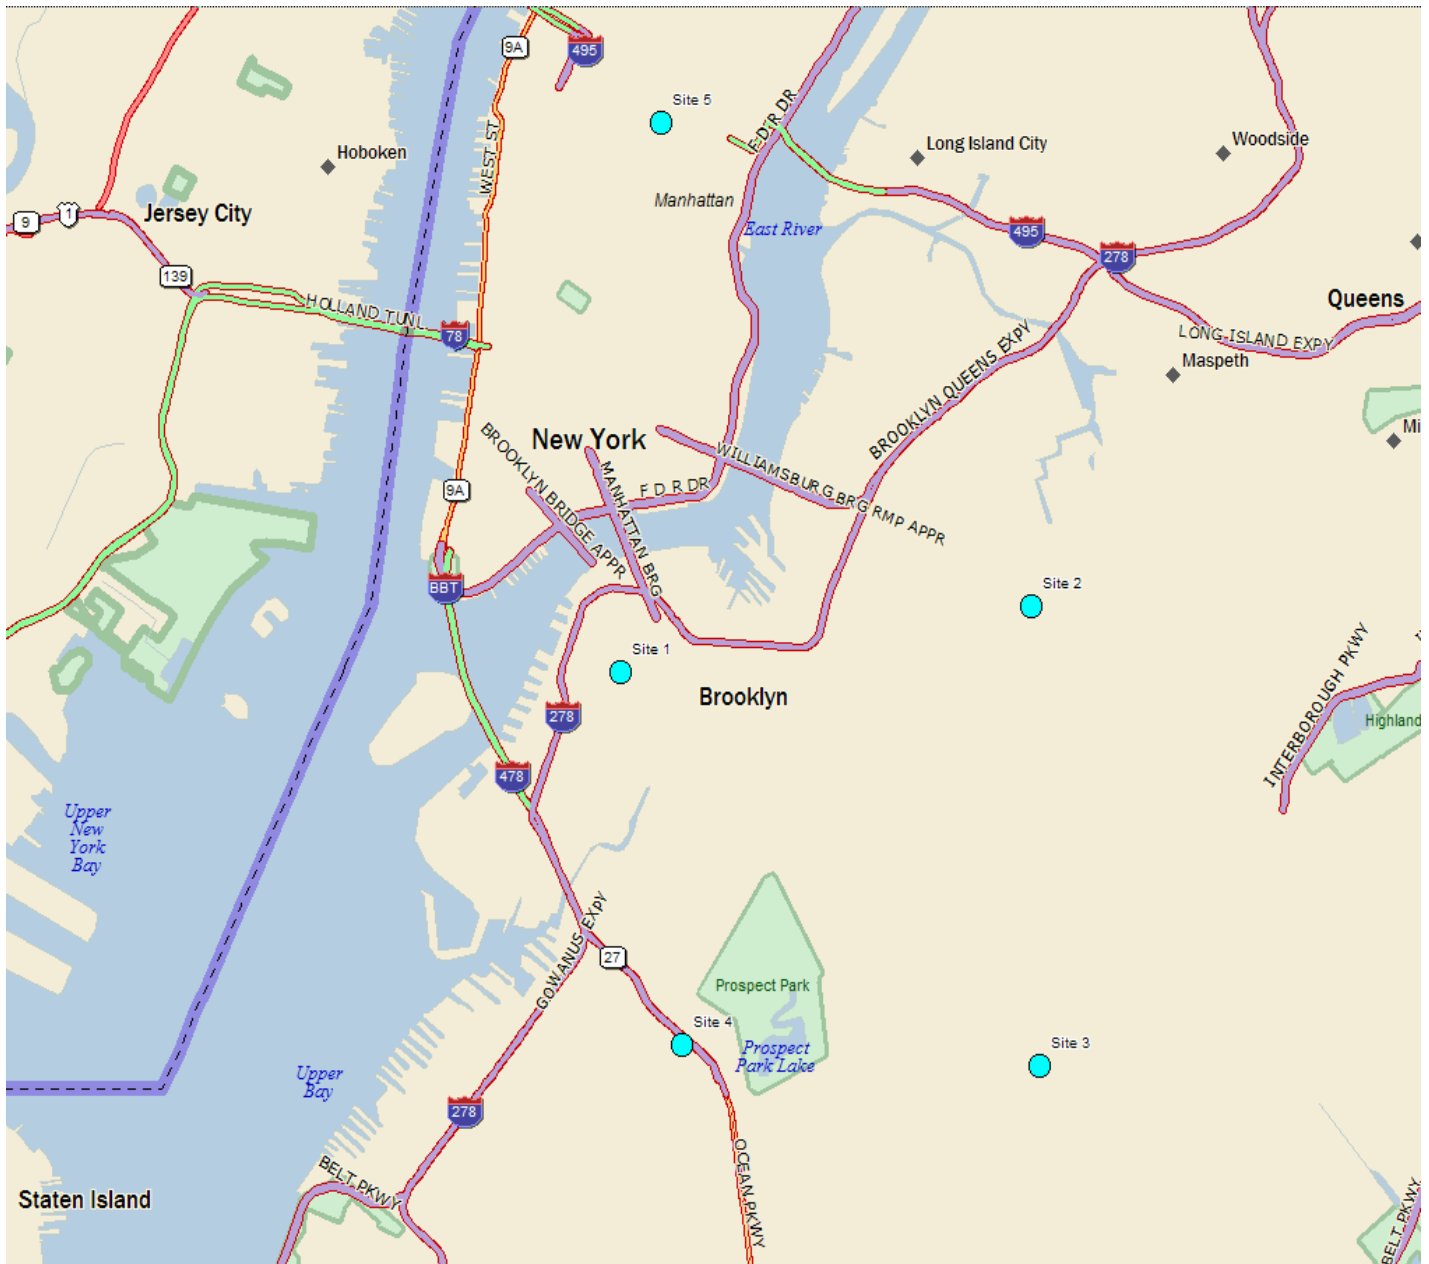 9A
495
Site 5
F D R DR
Hoboken
Long Island City
Woodside
WEST ST
Manhattan
9
1
Jersey City
East River
495
278
139
Queens
HOLLAND TUNL
78
LONG ISLAND EXPY
Maspeth
BROOKLYN QUEENS EXPY
Mi
New York
BROOKLYN BRIDGE APPR
MANHATTAN BRG
WILLIAMSBURG BRG RMP APPR
9A
F D R DR
BBT
Site 2
Site 1
INTERBOROUGH PKWY
Brooklyn
278
Highland
478
Upper
New
York
Bay
GOWANUS EXPY
27
Prospect Park
Site 4
Prospect
Park Lake
Site 3
Upper
Bay
278
OCEAN PKWY
BELT PKWY
Staten Island
BELT PKWY